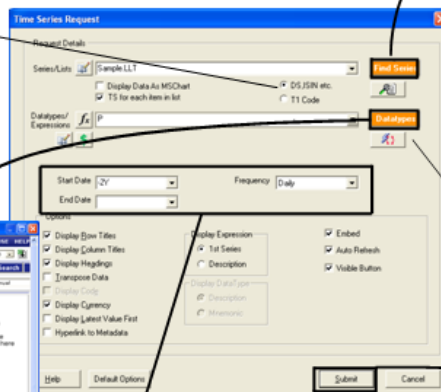 Time Series Request
Request Details
Series/Lists Sample.LLT Find Series
Display Data As MSChart DS,ISIN etc.
TS for each item in list T1 Code
Datatypes/ Expressions fx P Datatypes
Start Date -2Y Frequency Daily
End Date
Options
Display Row Titles Display Expression Embed
Display Column Titles 1st Series Auto Refresh
Display Headings Description Visible Button
Transpose Data
Display Code Display DataType
Display Currency Description
Display Latest Value First Mnemonic
Hyperlink to Metadata
Help Default Options Submit Cancel
HELP
Search
here